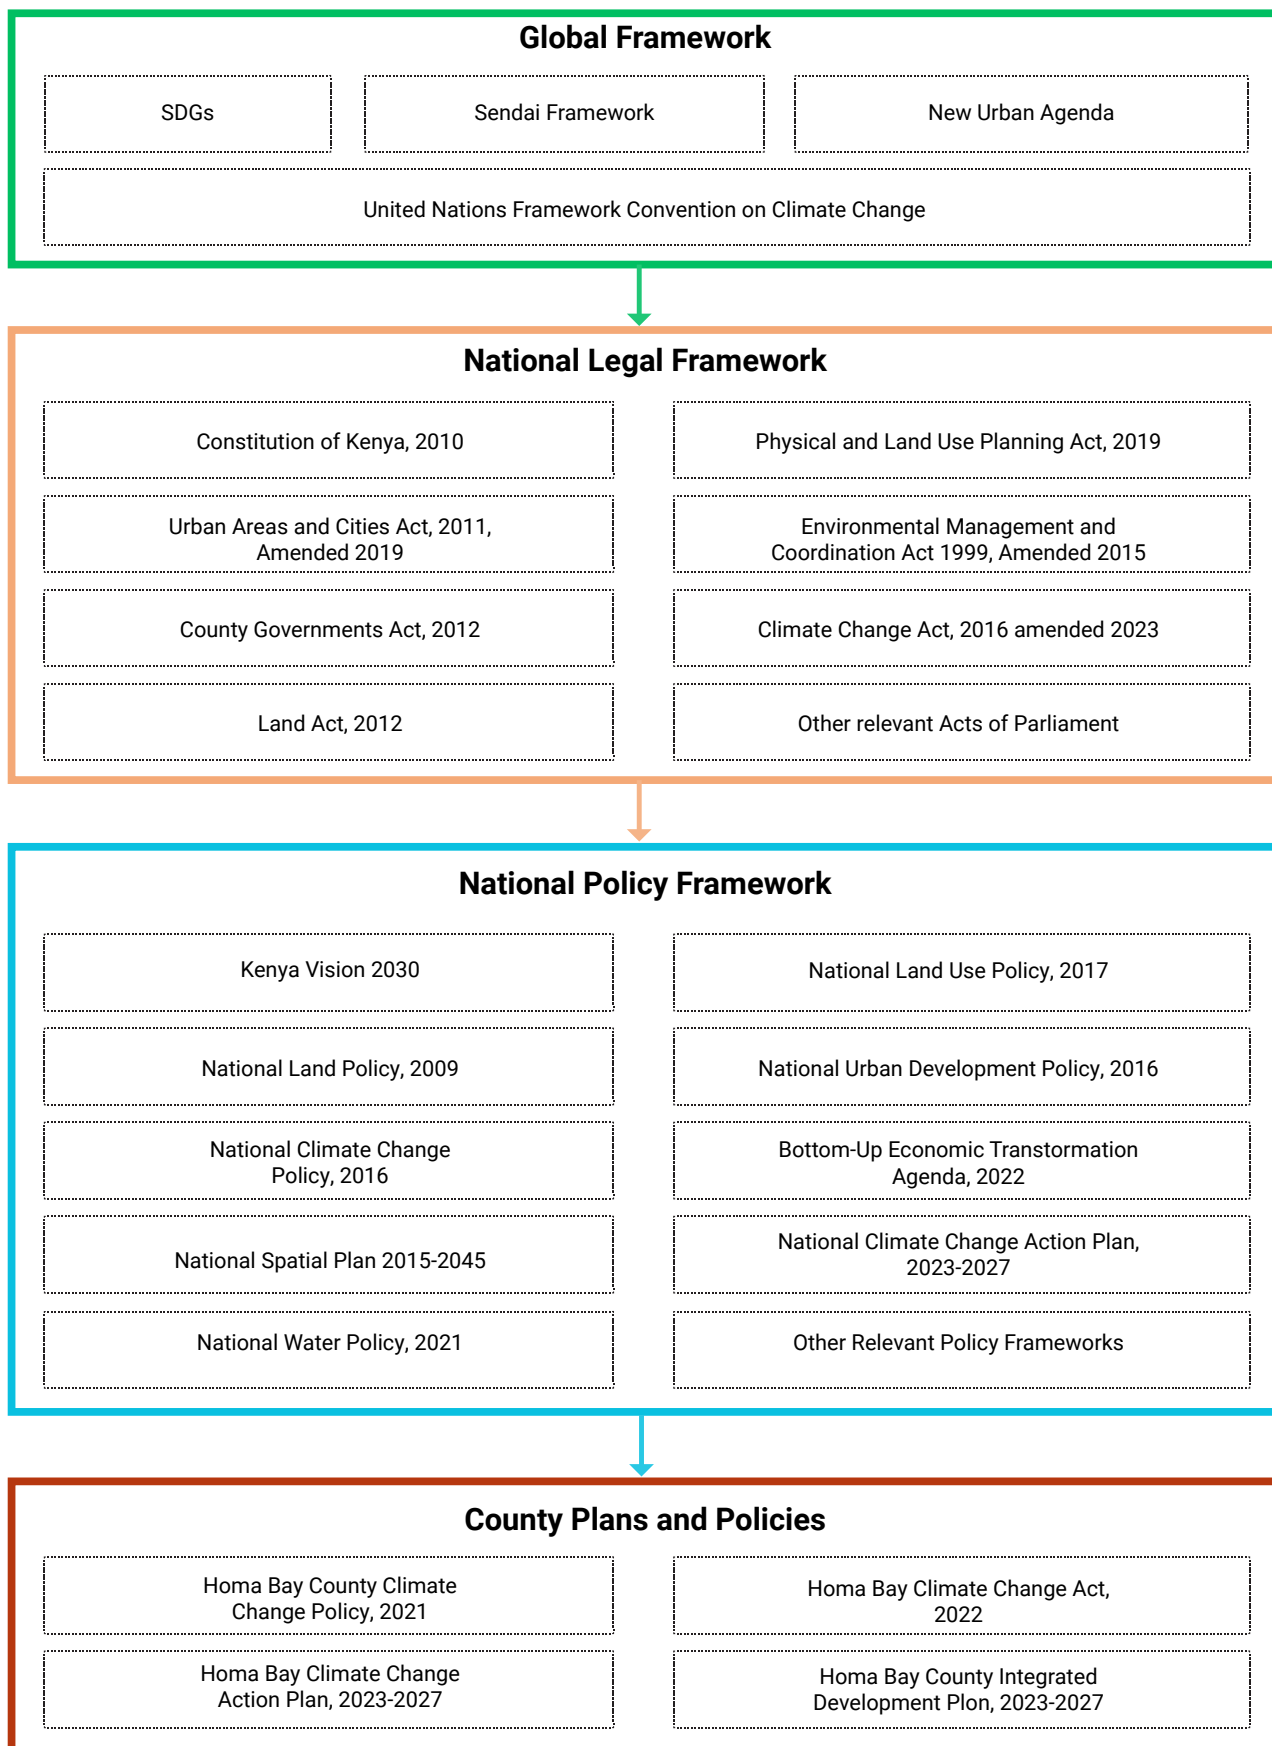 Global Framework
SDGs
Sendai Framework
New Urban Agenda
United Nations Framework Convention on Climate Change
National Legal Framework
Constitution of Kenya, 2010
Physical and Land Use Planning Act, 2019
Urban Areas and Cities Act, 2011,
Amended 2019
Environmental Management and
Coordination Act 1999, Amended 2015
County Governments Act, 2012
Climate Change Act, 2016 amended 2023
Land Act, 2012
Other relevant Acts of Parliament
National Policy Framework
Kenya Vision 2030
National Land Use Policy, 2017
National Land Policy, 2009
National Urban Development Policy, 2016
National Climate Change
Policy, 2016
Bottom-Up Economic Transtormation
Agenda, 2022
National Spatial Plan 2015-2045
National Climate Change Action Plan,
2023-2027
National Water Policy, 2021
Other Relevant Policy Frameworks
County Plans and Policies
Homa Bay County Climate
Change Policy, 2021
Homa Bay Climate Change Act,
2022
Homa Bay Climate Change
Action Plan, 2023-2027
Homa Bay County Integrated
Development Plon, 2023-2027